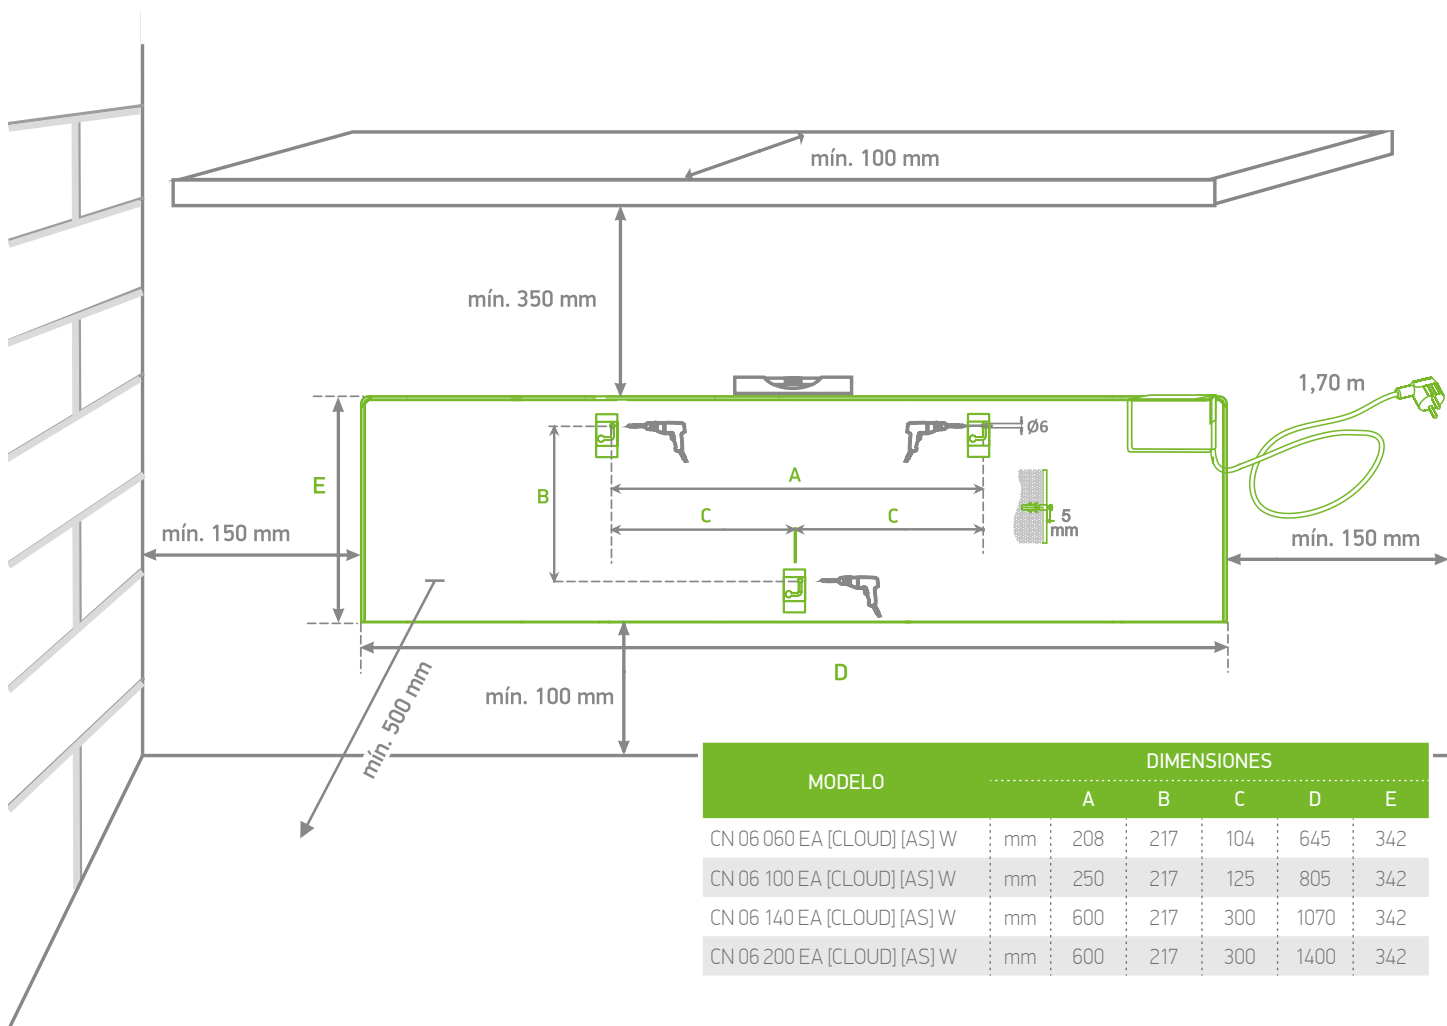 mín. 100 mm
mín. 350 mm
1,70 m
Ø6
A
E
B
C
C
5
mm
mín. 150 mm
mín. 150 mm
D
mín. 500 mm
mín. 100 mm
MODELO
DIMENSIONES
A B C D E
CN 06 060 EA [CLOUD] [AS] W mm 208 217 104 645 342
CN 06 100 EA [CLOUD] [AS] W mm 250 217 125 805 342
CN 06 140 EA [CLOUD] [AS] W mm 600 217 300 1070 342
CN 06 200 EA [CLOUD] [AS] W mm 600 217 300 1400 342